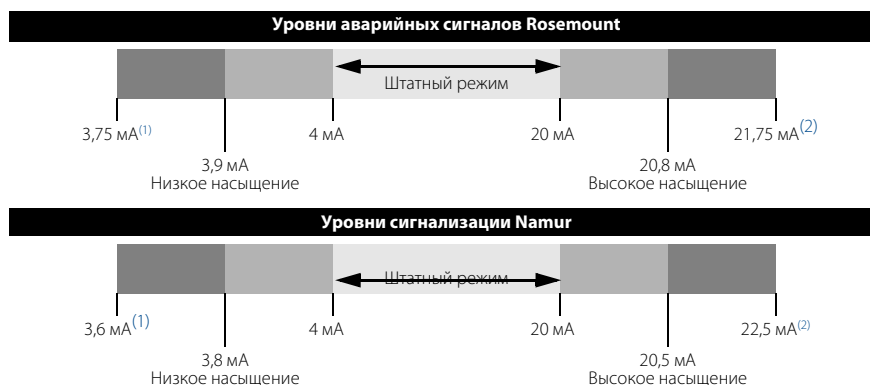 Уровни аварийных сигналов Rosemount
Штатный режим
3,75 мА(1)
4 мА
20 мА
21,75 мА(2)
3,9 мА
20,8 мА
Низкое насыщение
Высокое насыщение
Уровни сигнализации Namur
Штатный режим
3,6 мА(1)
4 мА
20 мА
22,5 мА(2)
3,8 мА
20,5 мА
Низкое насыщение
Высокое насыщение